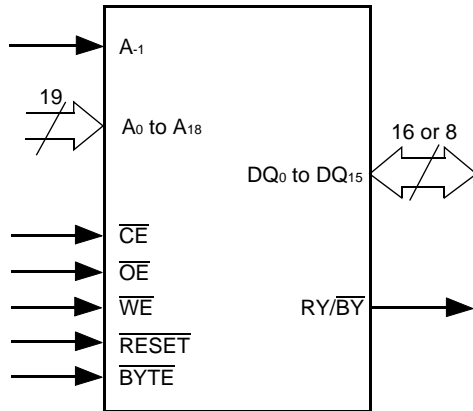 A-1
19
A0 to A18
16 or 8
DQ0 to DQ15
CE
OE
WE
RY/BY
RESET
BYTE